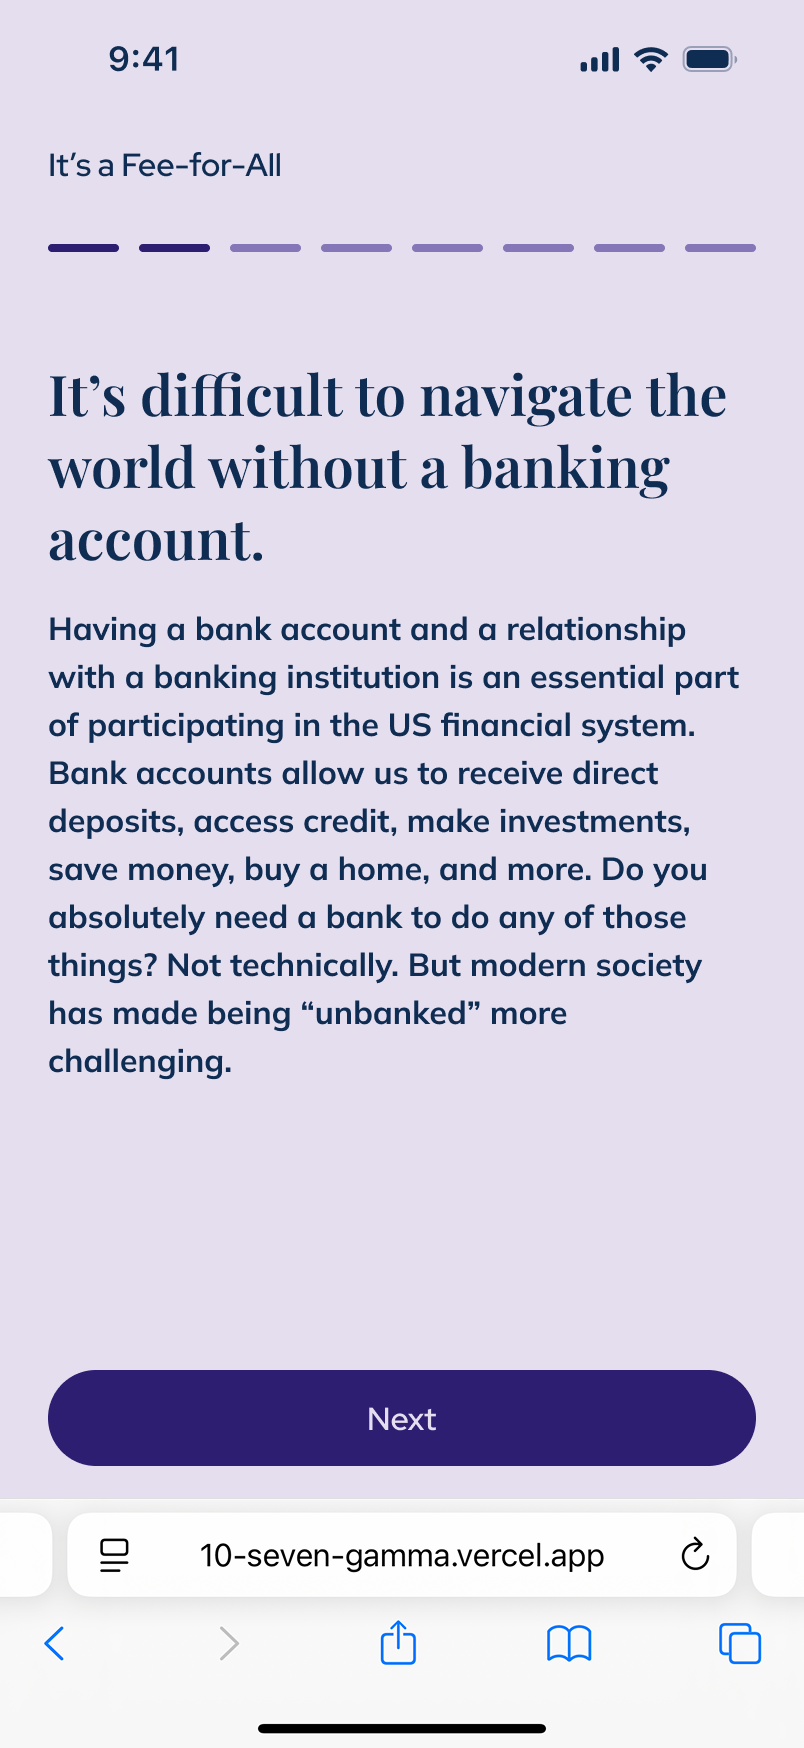 9:41
It’s a Fee-for-All
It’s difficult to navigate the
world without a banking
account.
Having a bank account and a relationship
with a banking institution is an essential part
of participating in the US financial system.
Bank accounts allow us to receive direct
deposits, access credit, make investments,
save money, buy a home, and more. Do you
absolutely need a bank to do any of those
things? Not technically. But modern society
has made being “unbanked” more
challenging.
Next
10-seven-gamma.vercel.app